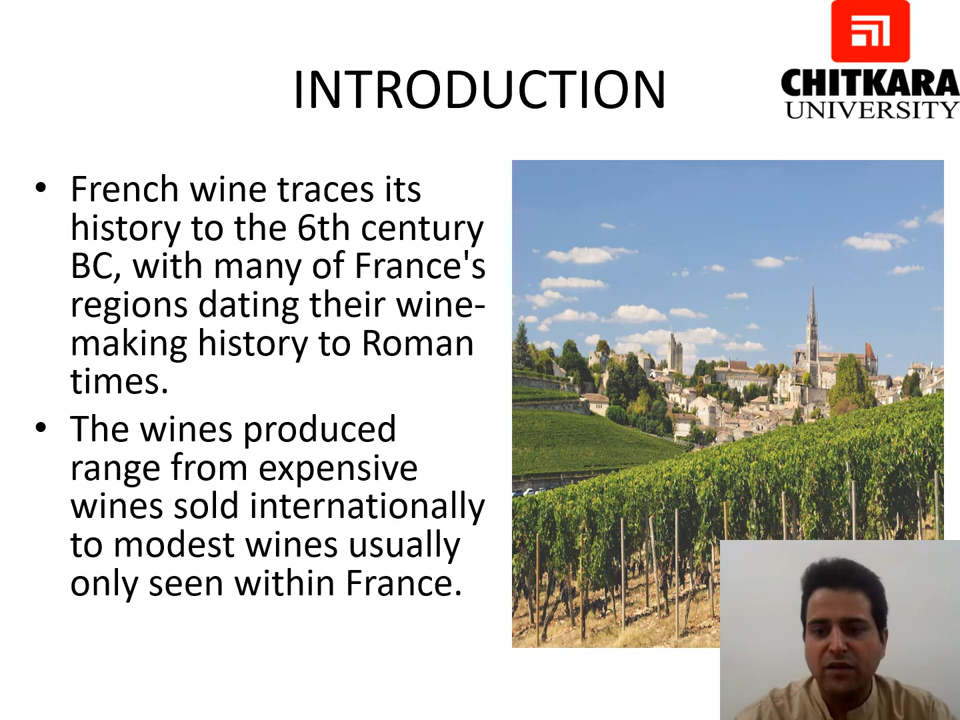 INTRODUCTION
CHITKARA
UNIVERSITY
• French wine traces its
history to the 6th century
BC, with many of France's
regions dating their wine-
making history to Roman
times.
• The wines produced
range from expensive
wines sold internationally
to modest wines usually
only seen within France.